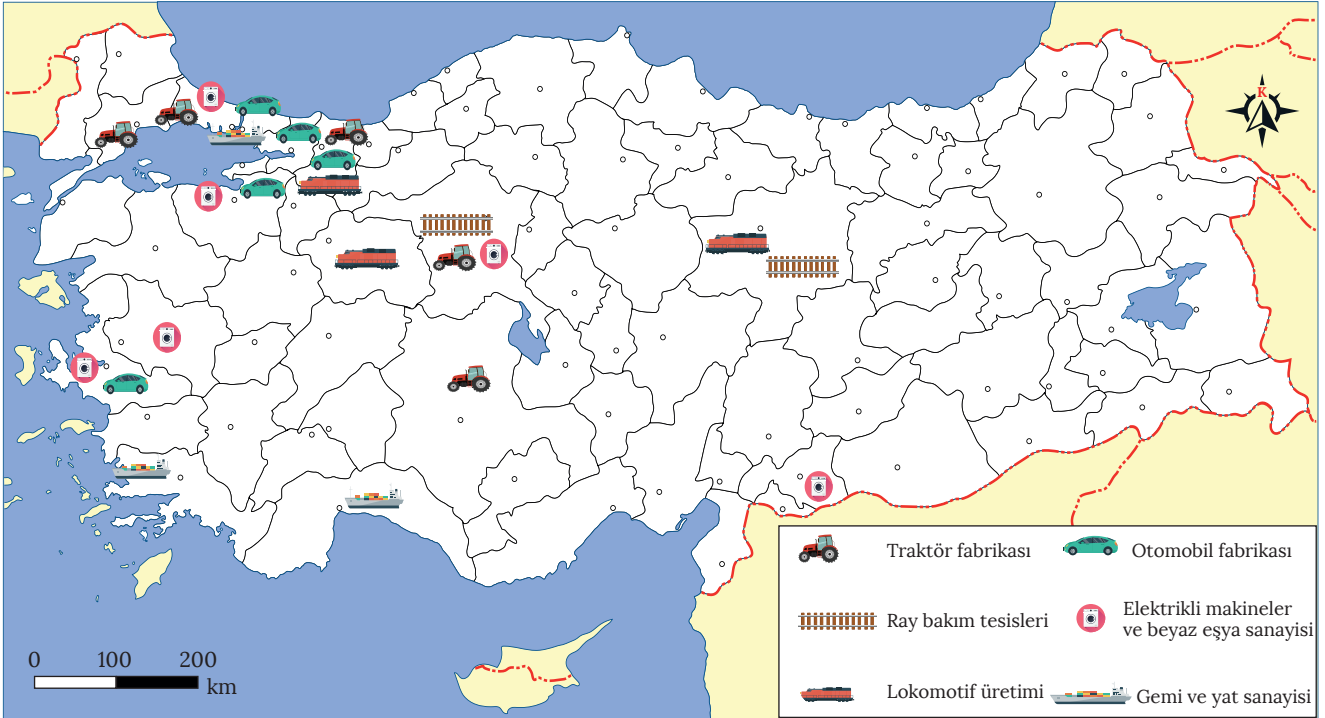 K
Traktör fabrikası
Otomobil fabrikası
Ray bakım tesisleri
Elektrikli makineler
ve beyaz eşya sanayisi
Lokomotif üretimi
Gemi ve yat sanayisi
0 100 200
km